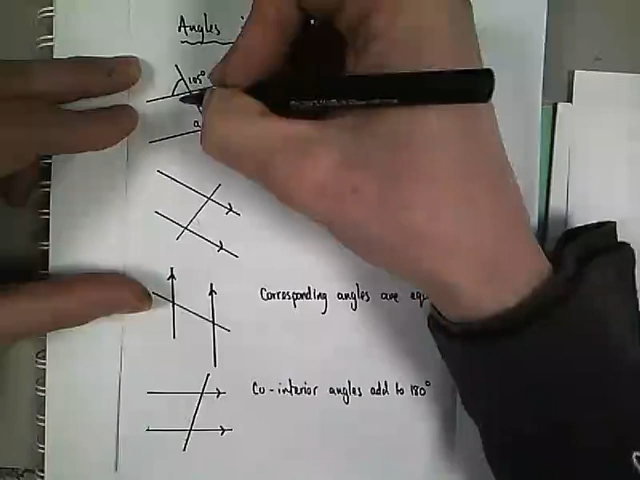 Angles
105°
a
Corresponding angles are
Co-interior angles add to 180°